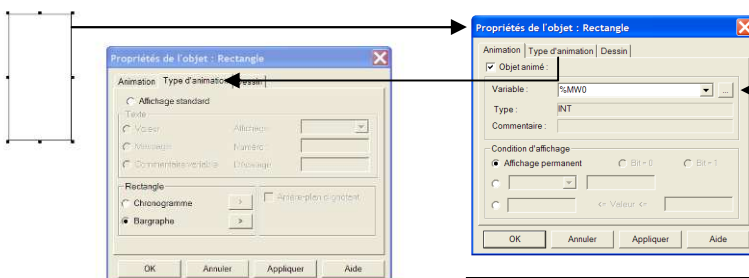 Propriétés de l'objet : Rectangle
Animation Type d'animation Dessin
Affichage standard
Texte
Valeur Affichage :
Message Numéro :
Commentaire variable Décalage :
Rectangle
Chronogramme > Arrière-plan clignotant
Bargraphe >
OK Annuler Appliquer Aide
Propriétés de l'objet : Rectangle
Animation Type d'animation Dessin
Objet animé :
Variable : %MW0 ...
Type : INT
Commentaire :
Condition d'affichage
Affichage permanent Bit = 0 Bit = 1
<= Valeur <=
OK Annuler Appliquer Aide